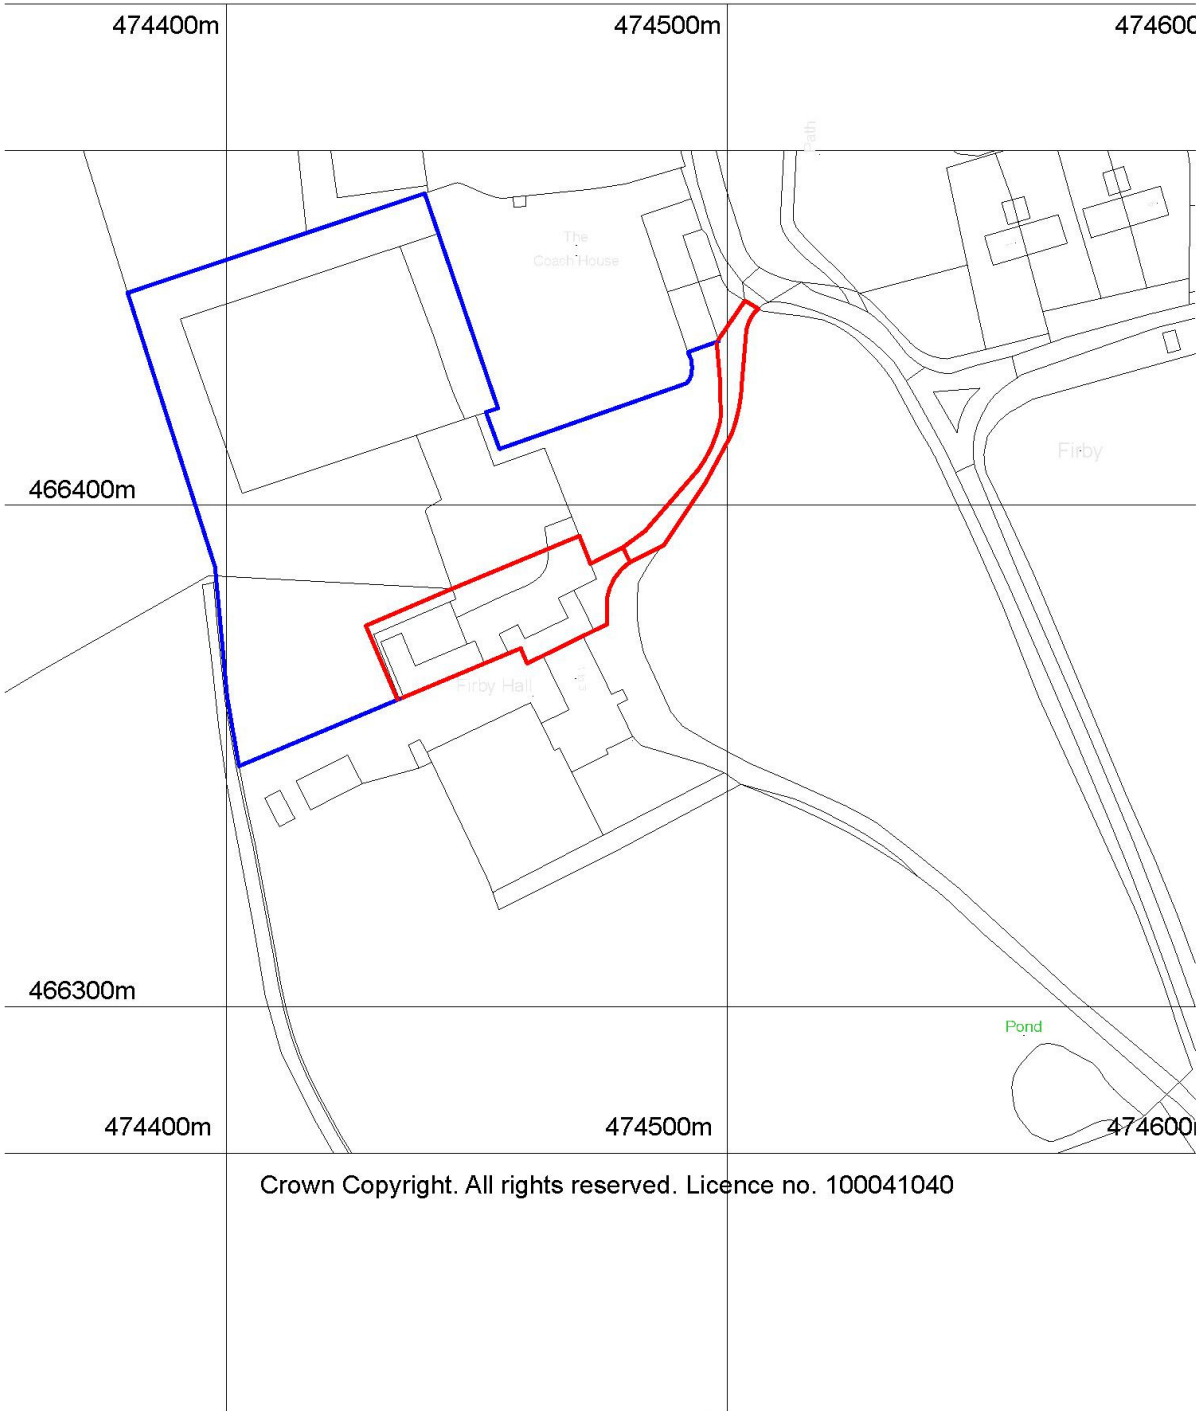 474400m
474500m
474600
Path
The
Coach House
Firby
466400m
Firby Hall
466300m
Pond
474400m
474500m
474600m
Crown Copyright. All rights reserved. Licence no. 100041040